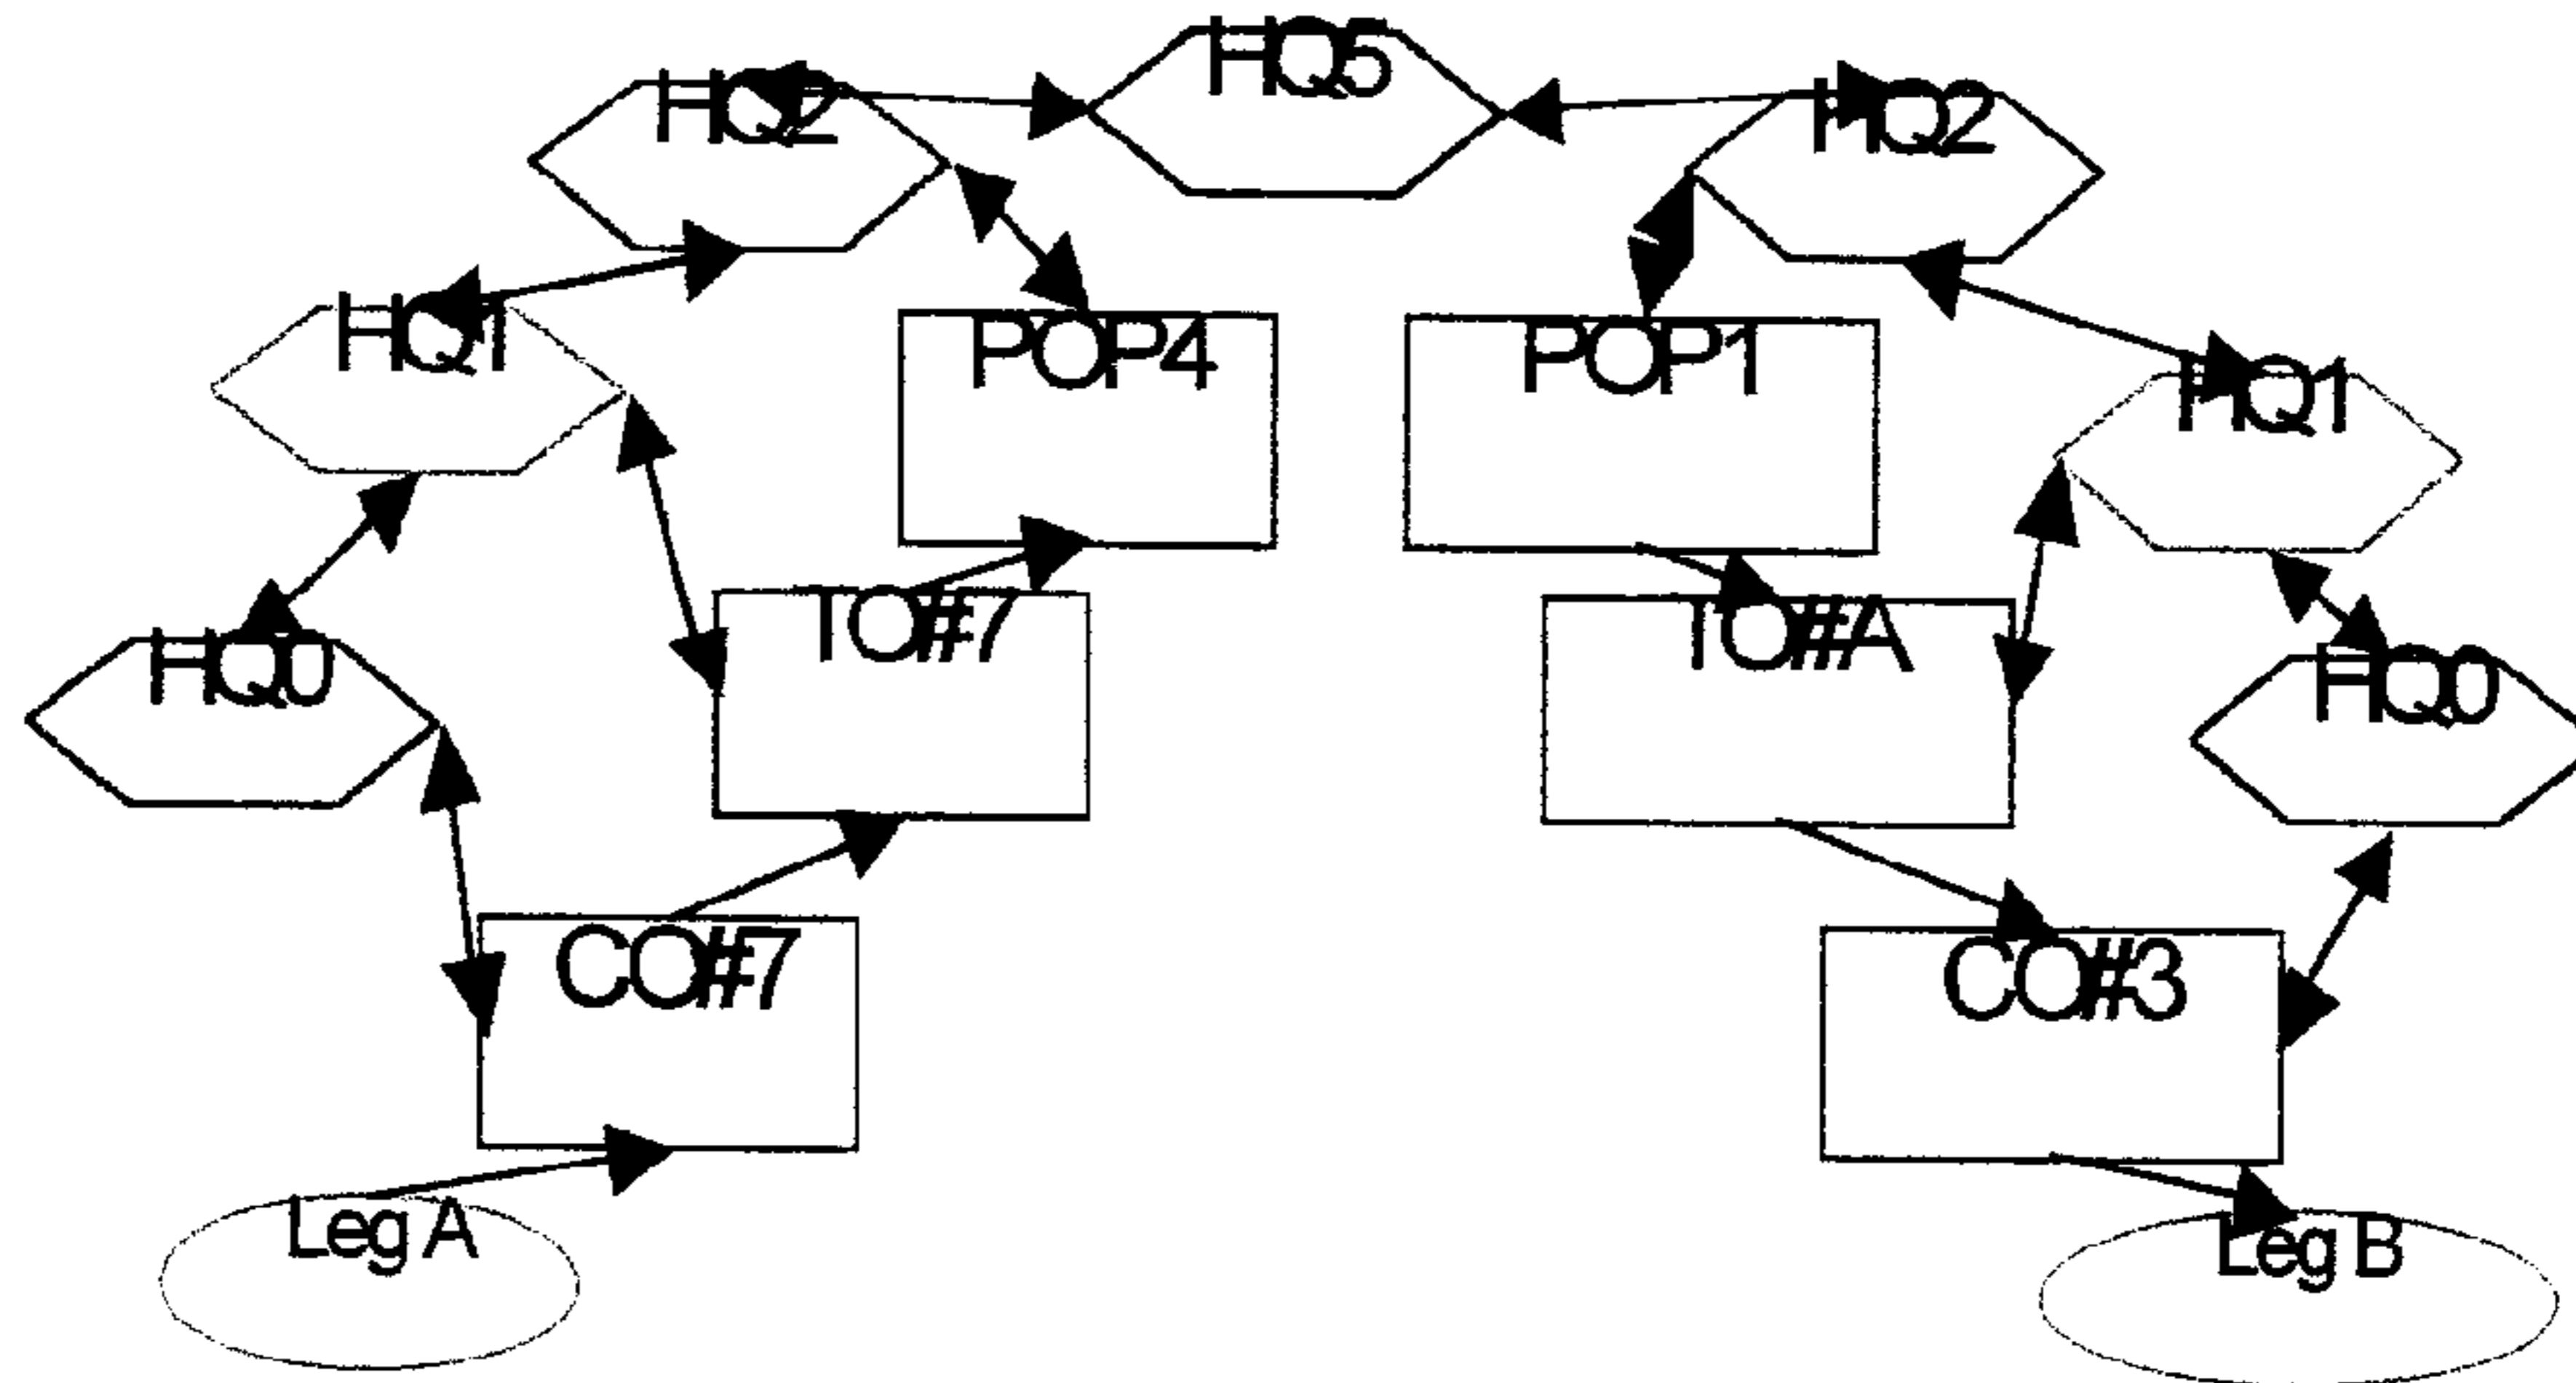 HQ5
HQ2
HQ2
HQ1
POP4
POP1
HQ1
TO#7
TO#A
HQ0
HQ0
CO#7
CO#3
Leg A
Leg B